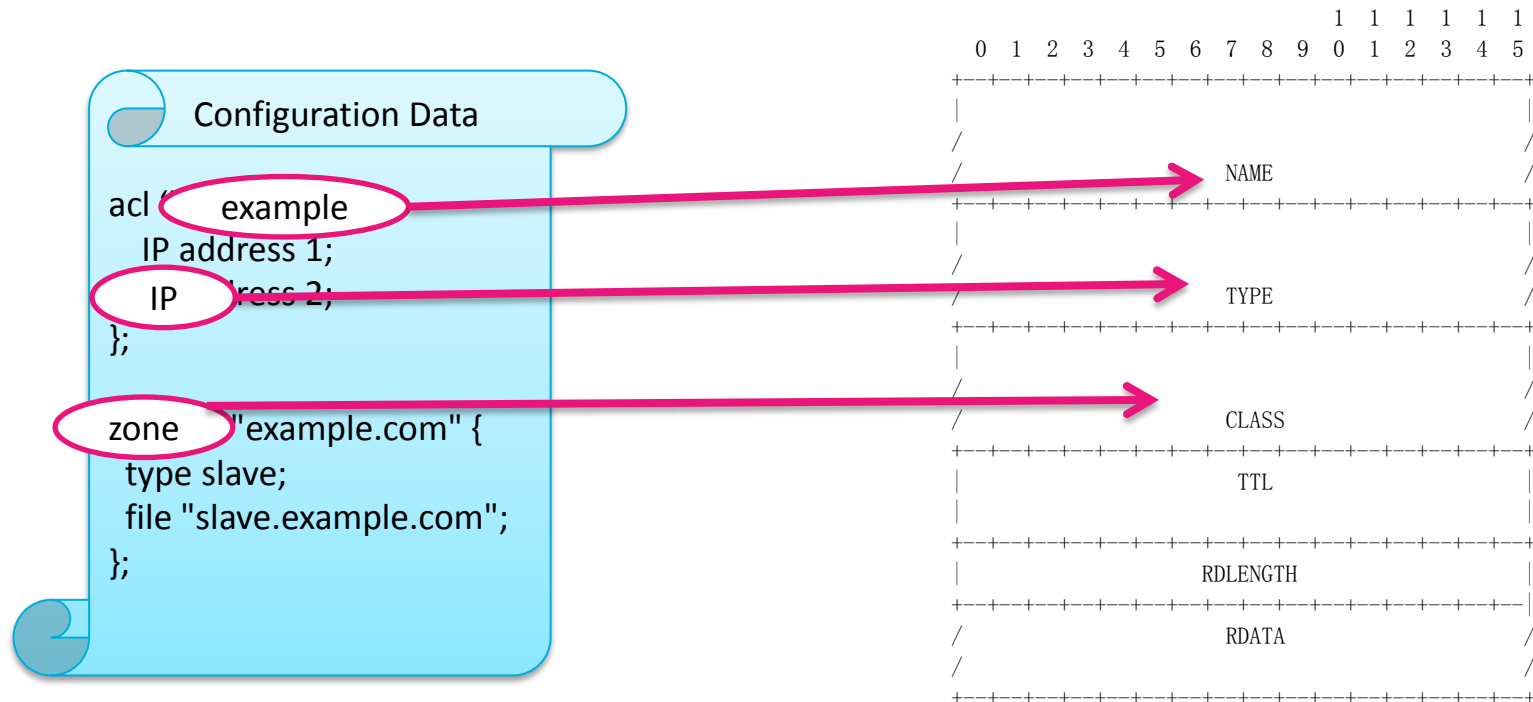 Configuration Data
acl “ example
IP address 1;
IP dress 2;
};
zone "example.com" {
type slave;
file "slave.example.com";
};
1 1 1 1 1 1
0 1 2 3 4 5 6 7 8 9 0 1 2 3 4 5
NAME
TYPE
CLASS
TTL
RDLENGTH
RDATA